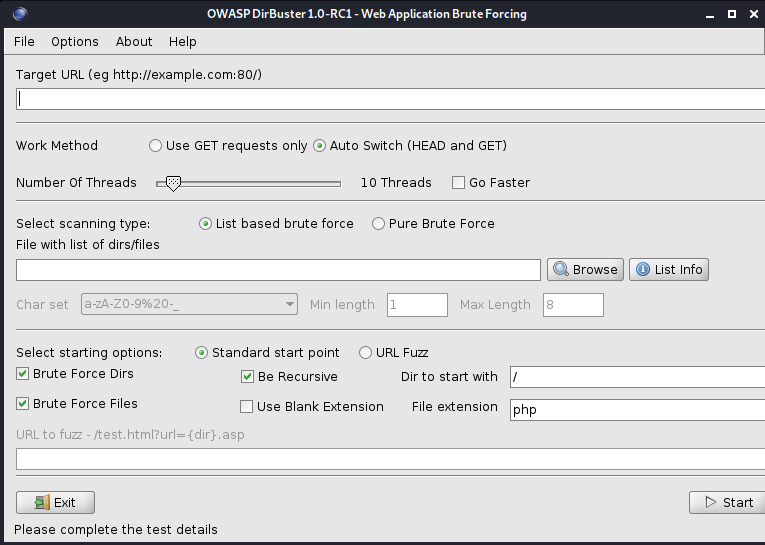 OWASP DirBuster 1.0-RC1 - Web Application Brute Forcing
File Options About Help
Target URL (eg http://example.com:80/)
Work Method Use GET requests only Auto Switch (HEAD and GET)
Number Of Threads 10 Threads Go Faster
Select scanning type: List based brute force Pure Brute Force
File with list of dirs/files
Browse List Info
Char set a-zA-Z0-9%20-_ Min length 1 Max Length 8
Select starting options: Standard start point URL Fuzz
Brute Force Dirs Be Recursive Dir to start with /
Brute Force Files Use Blank Extension File extension php
URL to fuzz - /test.html?url={dir}.asp
Exit Start
Please complete the test details